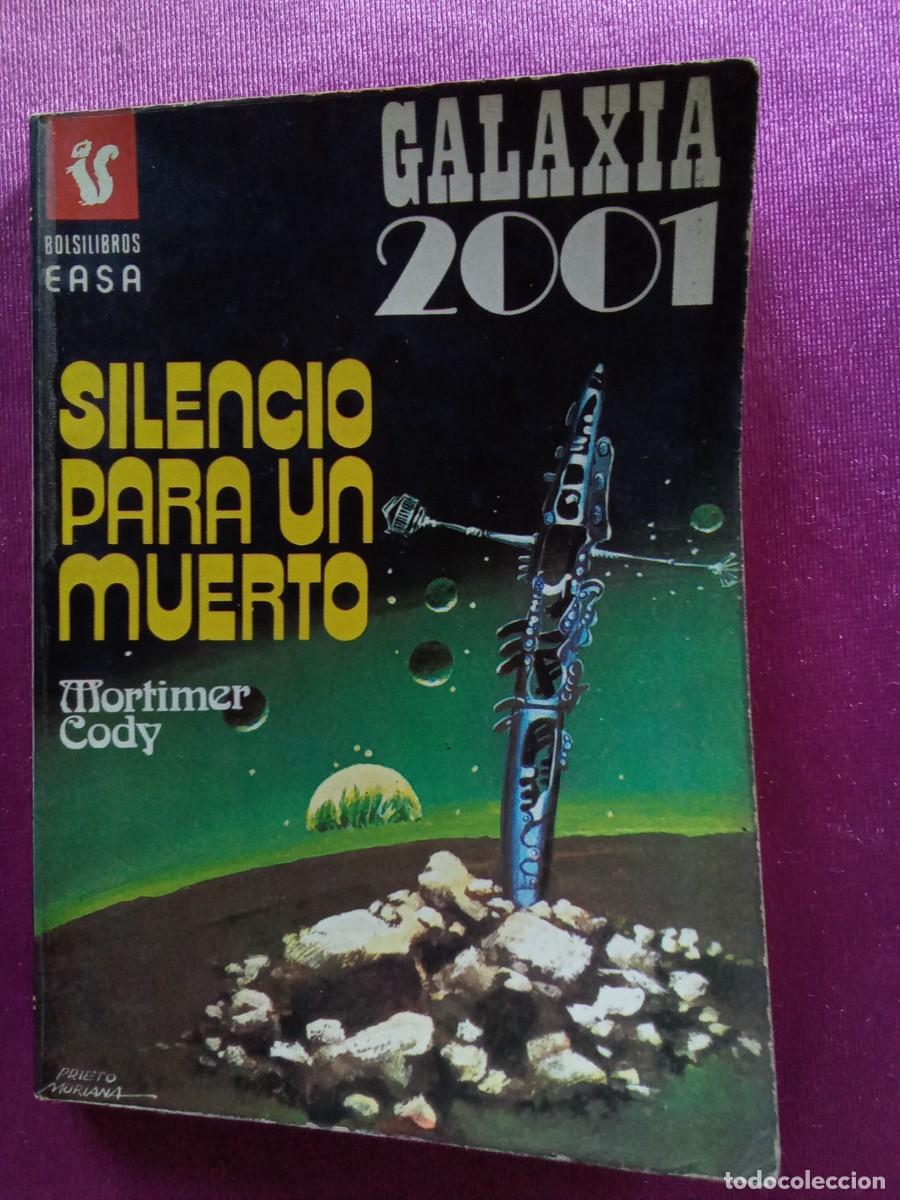 GALAXIA
2001
BOLSILIBROS
EASA
SILENCIO
PARA UN
MUERTO
Mortimer
Cody
PRIETO
MURIANA
todocoleccion